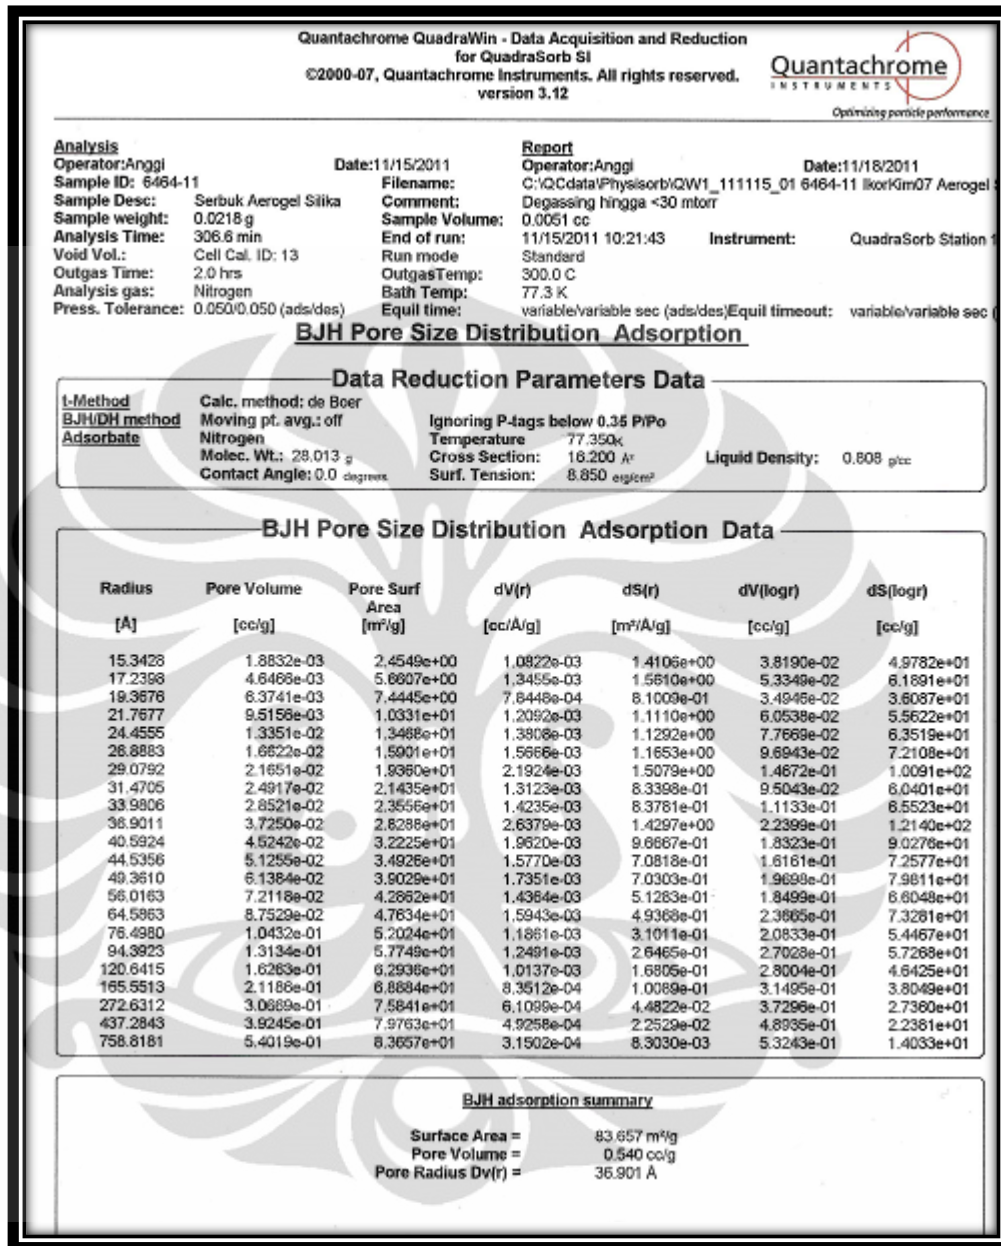 Quantachrome QuadraWin - Data Acquisition and Reduction
for QuadraSorb SI
©2000-07, Quantachrome Instruments. All rights reserved.
version 3.12
Quantachrome
INSTRUMENTS
Optimizing particle performance
Analysis Report
Operator:Anggi Date:11/15/2011 Operator:Anggi Date:11/18/2011
Sample ID: 6464-11 Filename: C:\QCdata\Physisorb\QW1_111115_01 6464-11 IkorKim07 Aerogel
Sample Desc: Serbuk Aerogel Silika Comment: Degassing hingga <30 mtorr
Sample weight: 0.0218 g Sample Volume: 0.0051 cc
Analysis Time: 306.6 min End of run: 11/15/2011 10:21:43 Instrument: QuadraSorb Station 1
Void Vol.: Cell Cal. ID: 13 Run mode Standard
Outgas Time: 2.0 hrs OutgasTemp: 300.0 C
Analysis gas: Nitrogen Bath Temp: 77.3 K
Press. Tolerance: 0.050/0.050 (ads/des) Equil time: variable/variable sec (ads/des) Equil timeout: variable/variable sec (
BJH Pore Size Distribution Adsorption
Data Reduction Parameters Data
t-Method Calc. method: de Boer
BJH/DH method Moving pt. avg.: off Ignoring P-tags below 0.35 P/Po
Adsorbate Nitrogen Temperature 77.350K
Molec. Wt.: 28.013 g Cross Section: 16.200 Å² Liquid Density: 0.808 g/cc
Contact Angle: 0.0 degrees Surf. Tension: 8.850 erg/cm²
BJH Pore Size Distribution Adsorption Data
Radius Pore Volume Pore Surf dV(r) dS(r) dV(logr) dS(logr)
Area
[Å] [cc/g] [m²/g] [cc/Å/g] [m²/Å/g] [cc/g] [cc/g]
15.3428 1.8832e-03 2.4549e+00 1.0822e-03 1.4106e+00 3.8190e-02 4.9782e+01
17.2398 4.6466e-03 5.6607e+00 1.3455e-03 1.5610e+00 5.3349e-02 6.1891e+01
19.3676 6.3741e-03 7.4445e+00 7.8448e-04 8.1009e-01 3.4946e-02 3.6087e+01
21.7677 9.5156e-03 1.0331e+01 1.2092e-03 1.1110e+00 6.0538e-02 5.5622e+01
24.4555 1.3351e-02 1.3468e+01 1.3808e-03 1.1292e+00 7.7669e-02 6.3519e+01
26.8883 1.6622e-02 1.5901e+01 1.5666e-03 1.1653e+00 9.6943e-02 7.2108e+01
29.0792 2.1651e-02 1.9360e+01 2.1924e-03 1.5079e+00 1.4672e-01 1.0091e+02
31.4705 2.4917e-02 2.1435e+01 1.3123e-03 8.3398e-01 9.5043e-02 6.0401e+01
33.9806 2.8521e-02 2.3556e+01 1.4235e-03 8.3781e-01 1.1133e-01 6.5523e+01
36.9011 3.7250e-02 2.8288e+01 2.6379e-03 1.4297e+00 2.2399e-01 1.2140e+02
40.5924 4.5242e-02 3.2225e+01 1.9620e-03 9.6667e-01 1.8323e-01 9.0276e+01
44.5356 5.1255e-02 3.4926e+01 1.5770e-03 7.0818e-01 1.6161e-01 7.2577e+01
49.3610 6.1384e-02 3.9029e+01 1.7351e-03 7.0303e-01 1.9698e-01 7.9811e+01
56.0163 7.2118e-02 4.2862e+01 1.4364e-03 5.1283e-01 1.8499e-01 6.6048e+01
64.5863 8.7529e-02 4.7634e+01 1.5943e-03 4.9368e-01 2.3665e-01 7.3281e+01
76.4980 1.0432e-01 5.2024e+01 1.1861e-03 3.1011e-01 2.0833e-01 5.4467e+01
94.3923 1.3134e-01 5.7749e+01 1.2491e-03 2.6465e-01 2.7028e-01 5.7268e+01
120.6415 1.6263e-01 6.2936e+01 1.0137e-03 1.6805e-01 2.8004e-01 4.6425e+01
165.5513 2.1186e-01 6.8884e+01 8.3512e-04 1.0089e-01 3.1495e-01 3.8049e+01
272.6312 3.0669e-01 7.5841e+01 6.1099e-04 4.4822e-02 3.7296e-01 2.7360e+01
437.2843 3.9245e-01 7.9763e+01 4.9258e-04 2.2529e-02 4.8935e-01 2.2381e+01
758.8181 5.4019e-01 8.3657e+01 3.1502e-04 8.3030e-03 5.3243e-01 1.4033e+01
BJH adsorption summary
Surface Area = 83.657 m²/g
Pore Volume = 0.540 cc/g
Pore Radius Dv(r) = 36.901 Å